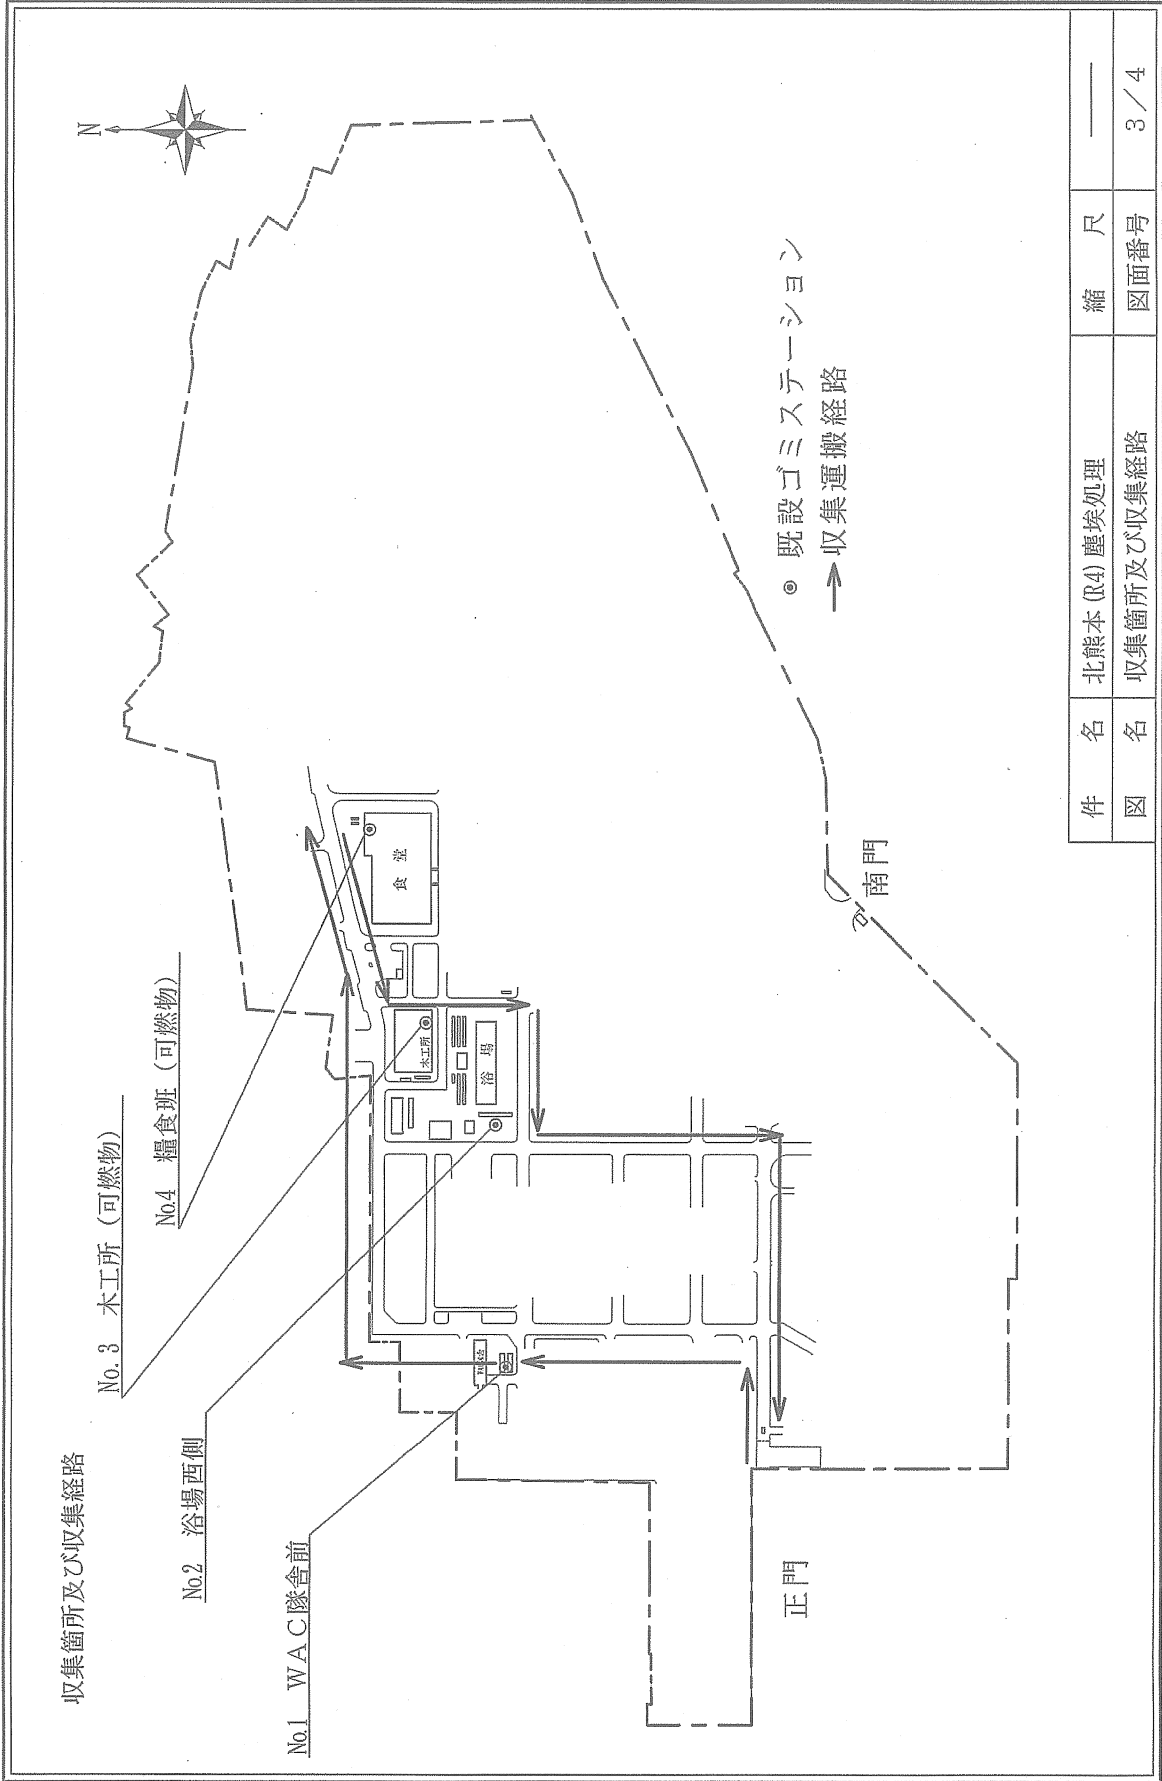 収集箇所及び収集経路
No.1 WAC隊舎前
No.2 浴場西側
No.3 木工所（可燃物）
No.4 糧食班（可燃物）
N
食堂
木工所
浴場
正門
南門
◎ 既設ゴミステーション
→ 収集運搬経路
件 名 北熊本(R4)塵埃処理 縮 尺 ――
図 名 収集箇所及び収集経路 図面番号 3／4